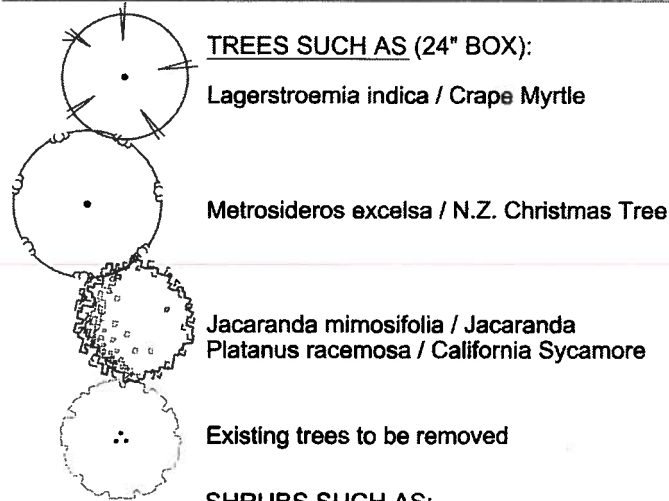 TREES SUCH AS (24" BOX):
Lagerstroemia indica / Crape Myrtle
Metrosideros excelsa / N.Z. Christmas Tree
Jacaranda mimosifolia / Jacaranda
Platanus racemosa / California Sycamore
Existing trees to be removed
SHRUBS SUCH AS: